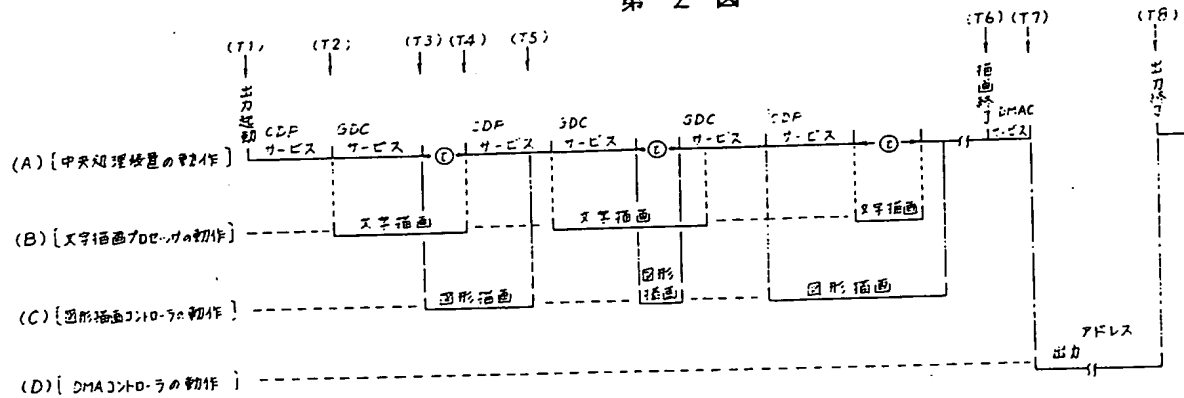 第 2 図
(T1) (T2) (T3) (T4) (T5) (T6) (T7) (T8)
出力起動 描画終了 出力終了
CDP GDC CDP GDC GDC CDP DMAC
サービス サービス サービス サービス サービス サービス サービス
(A) [中央処理装置の動作]
文字描画 文字描画 文字描画
(B) [文字描画プロセッサの動作]
図形描画 図形描画 図形描画
(C) [図形描画コントローラの動作]
アドレス
出力
(D) [DMAコントローラの動作]